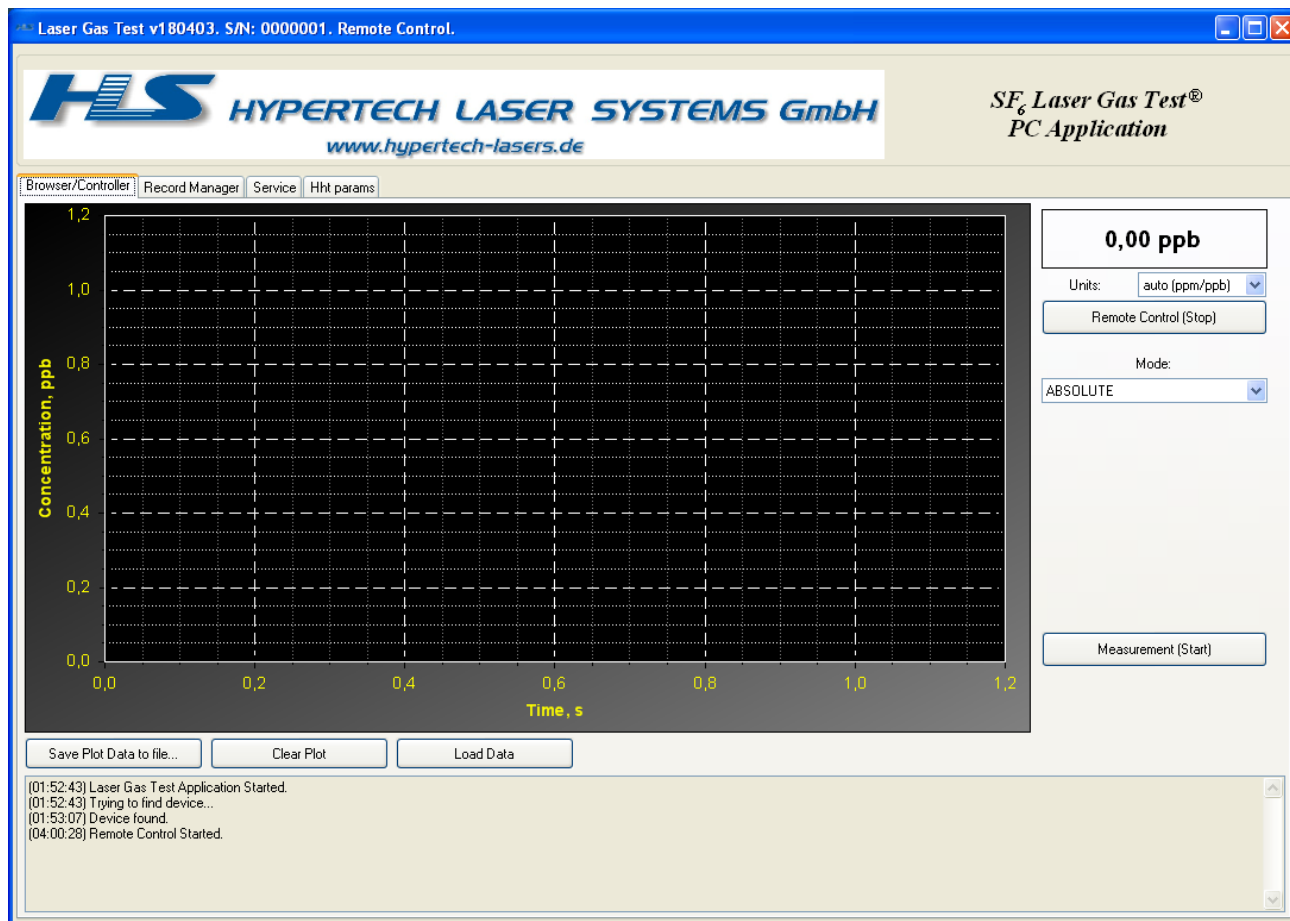 Laser Gas Test v180403. S/N: 0000001. Remote Control.
HLS HYPERTECH LASER SYSTEMS GmbH
www.hypertech-lasers.de
SF6 Laser Gas Test®
PC Application
Browser/Controller Record Manager Service Hht params
1,2
1,0
0,8
0,6
0,4
0,2
0,0
Concentration, ppb
0,0 0,2 0,4 0,6 0,8 1,0 1,2
Time, s
0,00 ppb
Units: auto (ppm/ppb)
Remote Control (Stop)
Mode:
ABSOLUTE
Measurement (Start)
Save Plot Data to file... Clear Plot Load Data
(01:52:43) Laser Gas Test Application Started.
(01:52:43) Trying to find device...
(01:53:07) Device found.
(04:00:28) Remote Control Started.